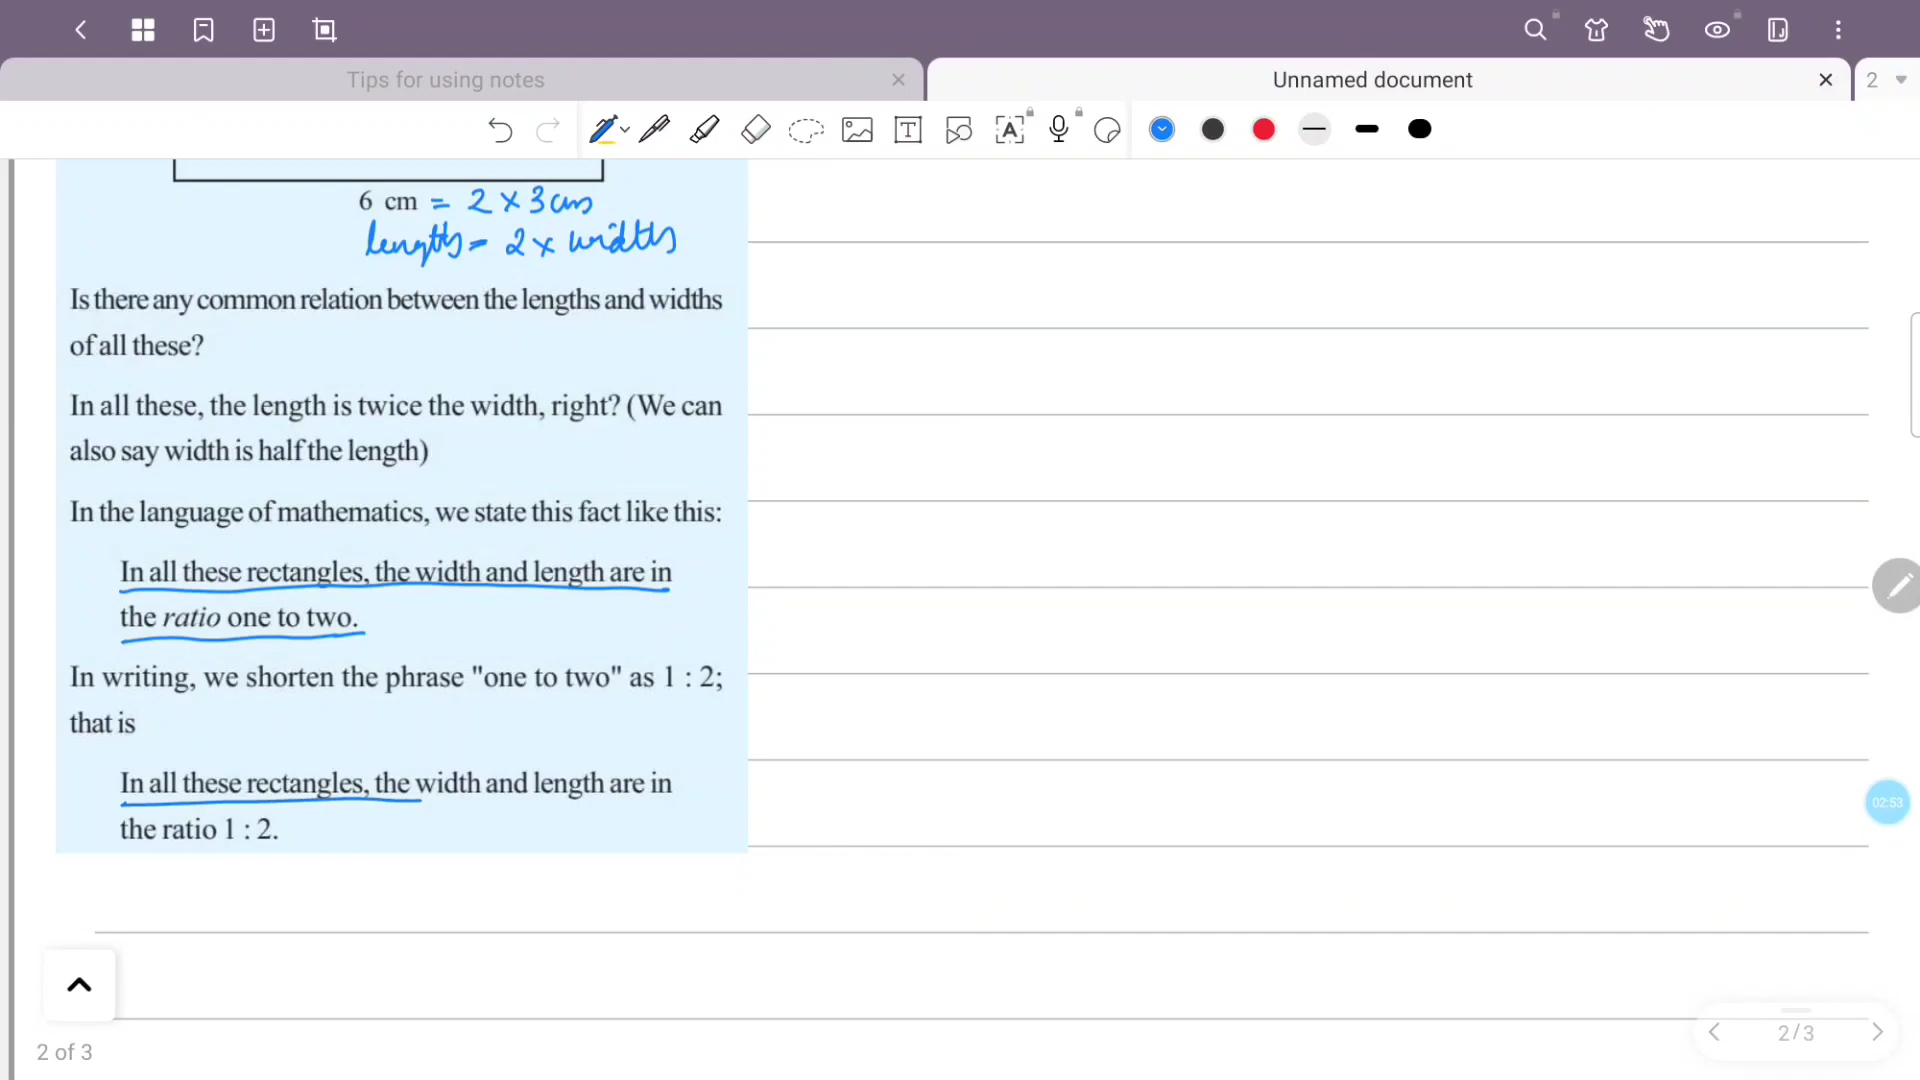 Tips for using notes
Unnamed document
2
6 cm = 2 × 3cm
length = 2 × width
Is there any common relation between the lengths and widths
of all these?
In all these, the length is twice the width, right? (We can
also say width is half the length)
In the language of mathematics, we state this fact like this:
In all these rectangles, the width and length are in
the ratio one to two.
In writing, we shorten the phrase "one to two" as 1 : 2;
that is
In all these rectangles, the width and length are in
the ratio 1 : 2.
02:53
2 of 3
2/3